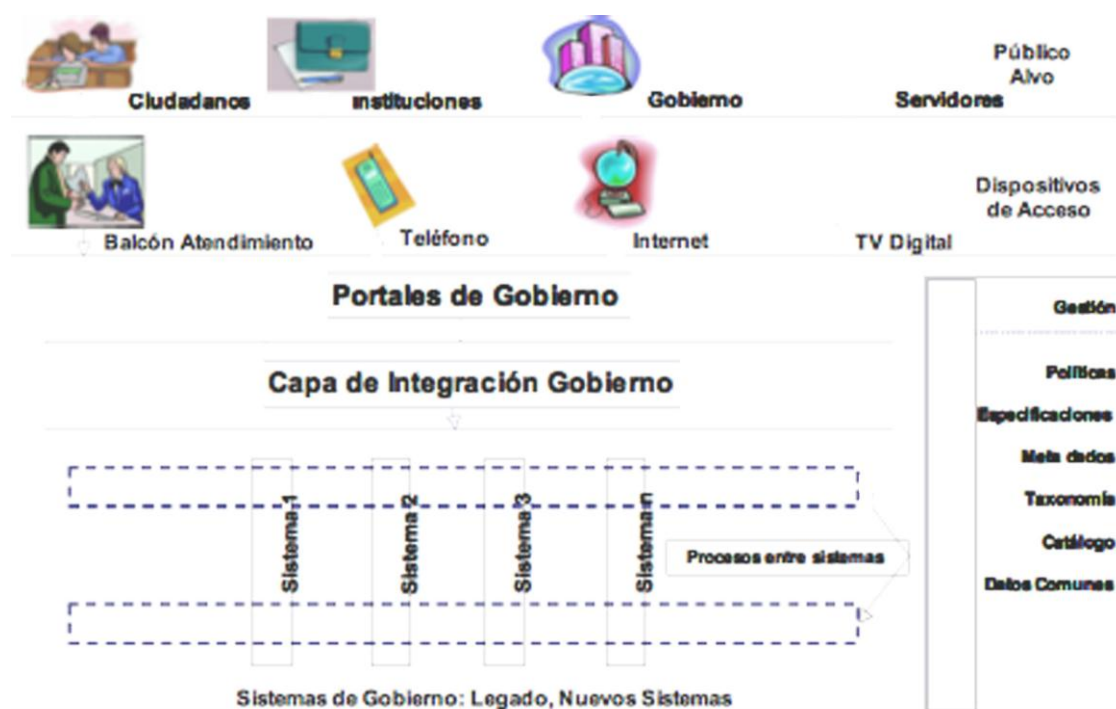 Público
Alvo
Ciudadanos
Instituciones
Gobierno
Servidores
Dispositivos
de Acceso
Balcón Atendimiento
Teléfono
Internet
TV Digital
Portales de Gobierno
Gestión
Capa de Integración Gobierno
Políticas
Especificaciones
Meta dados
Taxonomía
Catálogo
Datos Comunes
Sistema 1
Sistema 2
Sistema 3
Sistema n
Procesos entre sistemas
Sistemas de Gobierno: Legado, Nuevos Sistemas